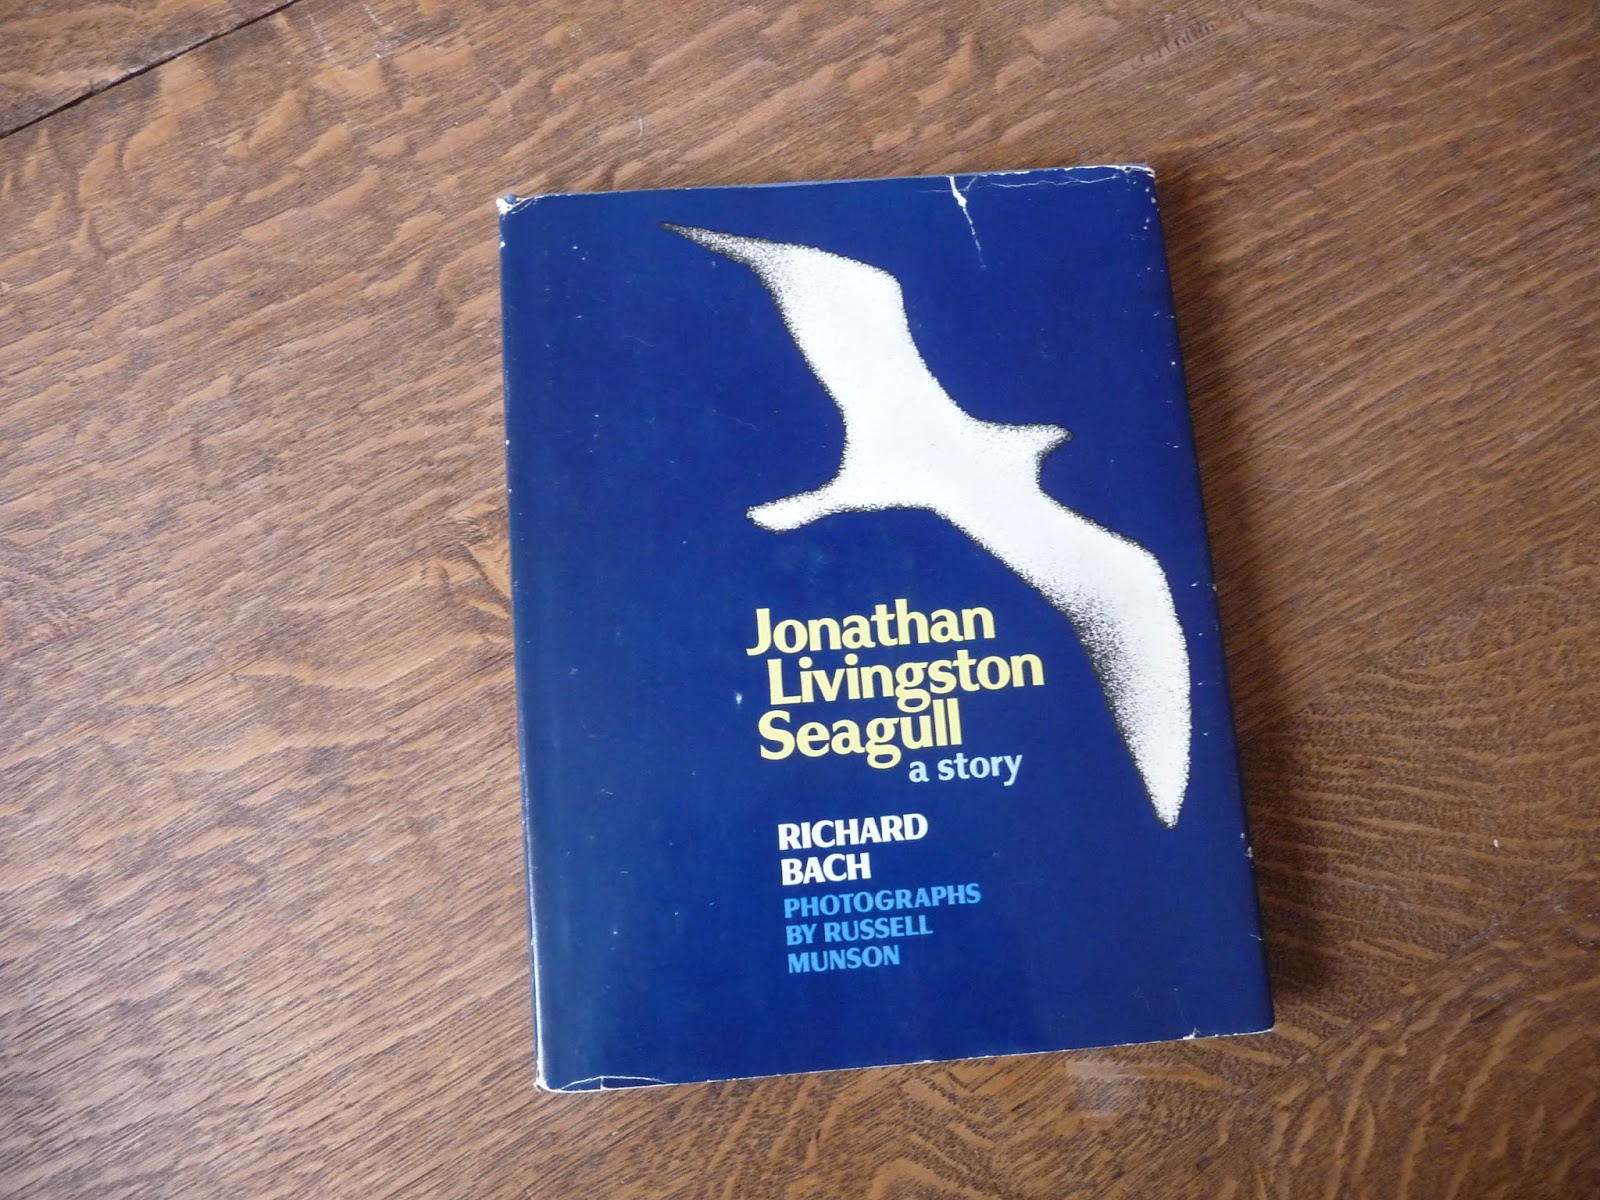 Jonathan
Livingston
Seagull
a story
RICHARD
BACH
PHOTOGRAPHS
BY RUSSELL
MUNSON